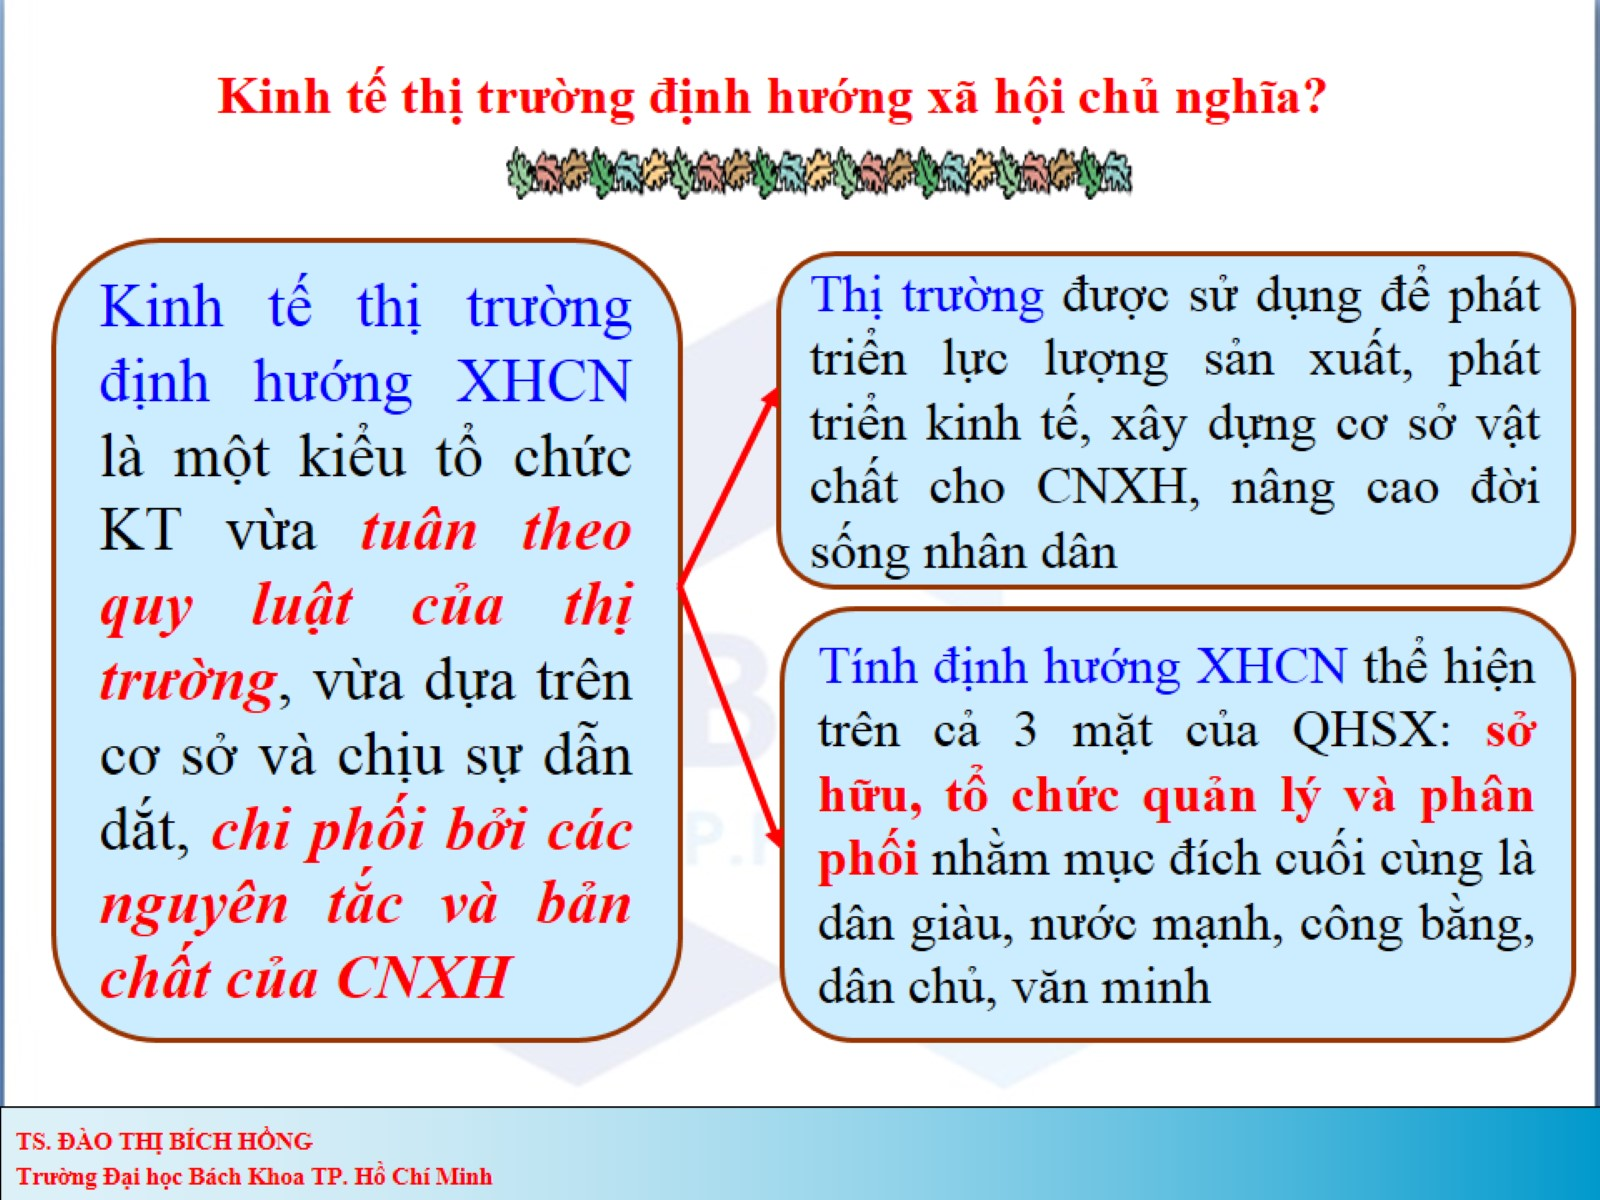 Kinh tế thị trường định hướng xã hội chủ nghĩa?
Kinh tế thị trường
định hướng XHCN
là một kiểu tổ chức
KT vừa tuân theo
quy luật của thị
trường, vừa dựa trên
cơ sở và chịu sự dẫn
dắt, chi phối bởi các
nguyên tắc và bản
chất của CNXH
Thị trường được sử dụng để phát
triển lực lượng sản xuất, phát
triển kinh tế, xây dựng cơ sở vật
chất cho CNXH, nâng cao đời
sống nhân dân
Tính định hướng XHCN thể hiện
trên cả 3 mặt của QHSX: sở
hữu, tổ chức quản lý và phân
phối nhằm mục đích cuối cùng là
dân giàu, nước mạnh, công bằng,
dân chủ, văn minh
TS. ĐÀO THỊ BÍCH HỒNG
Trường Đại học Bách Khoa TP. Hồ Chí Minh